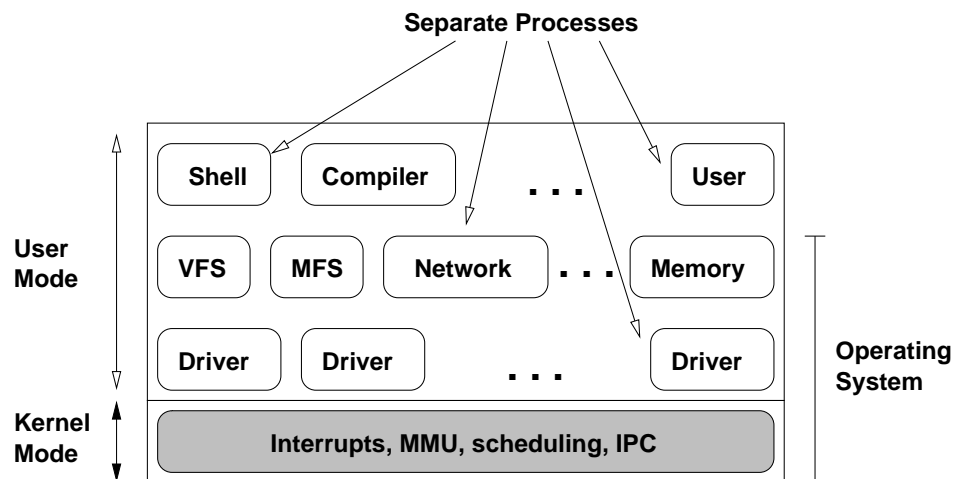 Separate Processes
Shell
Compiler
. . .
User
User
Mode
VFS
MFS
Network
. . .
Memory
Driver
Driver
. . .
Driver
Operating
System
Kernel
Mode
Interrupts, MMU, scheduling, IPC